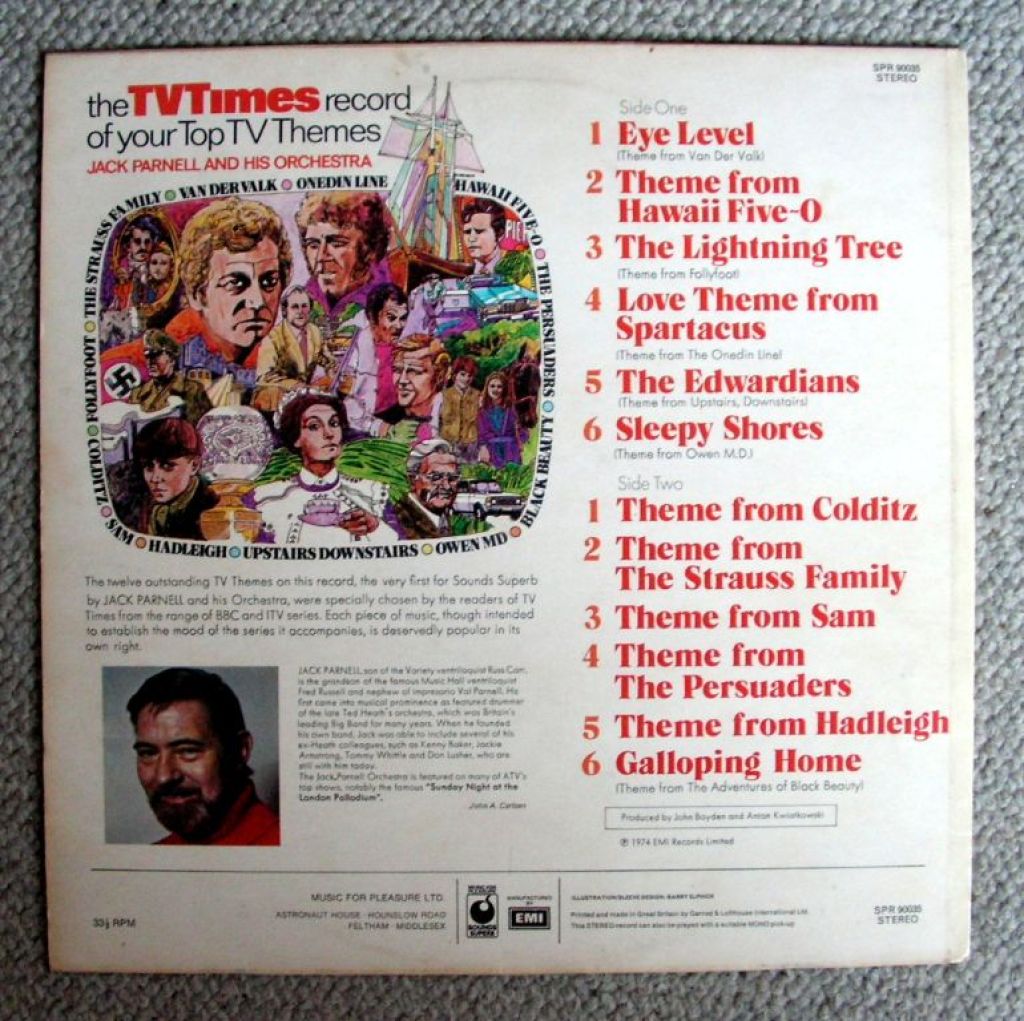 SPR 90035
STEREO
the TVTimes record
of your Top TV Themes
JACK PARNELL AND HIS ORCHESTRA
THE STRAUSS FAMILY VAN DER VALK ONEDIN LINE HAWAII FIVE-O THE PERSUADERS BLACK BEAUTY
COLDITZ FOLLYFOOT
SAM HADLEIGH UPSTAIRS DOWNSTAIRS OWEN MD
The twelve outstanding TV Themes on this record, the very first for Sounds Superb
by JACK PARNELL and his Orchestra, were specially chosen by the readers of TV
Times from the range of BBC and ITV series. Each piece of music, though intended
to establish the mood of the series it accompanies, is deservedly popular in its
own right.
JACK PARNELL, son of the Variety ventriloquist Russ Carr,
is the grandson of the famous Music Hall ventriloquist
Fred Russell and nephew of impresario Val Parnell. He
first came into musical prominence as featured drummer
of the late Ted Heath's orchestra, which was Britain's
leading Big Band for many years. When he founded
his own band, Jack was able to include several of his
ex-Heath colleagues, such as Kenny Baker, Jackie
Armstrong, Tommy Whittle and Don Lusher, who are
still with him today.
The Jack Parnell Orchestra is featured on many of ATV's
top shows, notably the famous "Sunday Night at the
London Palladium".
John A. Carlsen
Side One
1 Eye Level
(Theme from Van Der Valk)
2 Theme from
Hawaii Five-O
3 The Lightning Tree
(Theme from Follyfoot)
4 Love Theme from
Spartacus
(Theme from The Onedin Line)
5 The Edwardians
(Theme from Upstairs, Downstairs)
6 Sleepy Shores
(Theme from Owen M.D.)
Side Two
1 Theme from Colditz
2 Theme from
The Strauss Family
3 Theme from Sam
4 Theme from
The Persuaders
5 Theme from Hadleigh
6 Galloping Home
(Theme from The Adventures of Black Beauty)
Produced by John Boyden and Anton Kwiatkowski
℗ 1974 EMI Records Limited
33⅓ RPM
MUSIC FOR PLEASURE LTD.
ASTRONAUT HOUSE · HOUNSLOW ROAD
FELTHAM · MIDDLESEX
MUSIC FOR
PLEASURE
SOUNDS
SUPERB
MANUFACTURED
BY
EMI
ILLUSTRATION/SLEEVE DESIGN: BARRY
Printed and made in Great Britain by Garrod & Lofthouse International Ltd.
This STEREO record can also be played with a suitable MONO pick-up
SPR 90035
STEREO